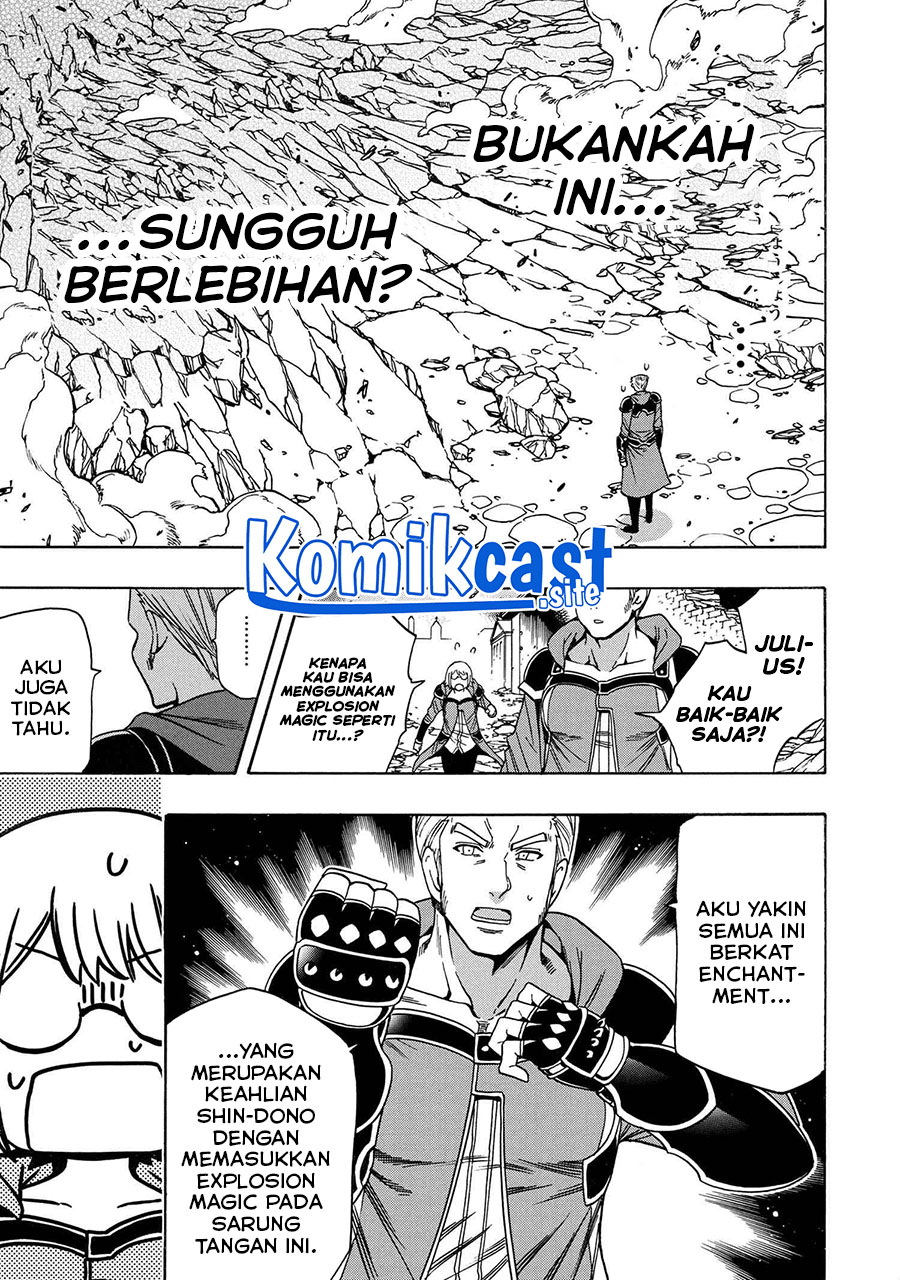 BUKANKAH
INI...
...SUNGGUH
BERLEBIHAN?
JULI-
US!
KAU
BAIK-BAIK
SAJA?!
KENAPA
KAU BISA
MENGGUNAKAN
EXPLOSION
MAGIC SEPERTI
ITU...?
AKU
JUGA
TIDAK
TAHU.
AKU YAKIN
SEMUA INI
BERKAT
ENCHANT-
MENT...
...YANG
MERUPAKAN
KEAHLIAN
SHIN-DONO
DENGAN
MEMASUKKAN
EXPLOSION
MAGIC PADA
SARUNG
TANGAN INI.
Komikcast
.site